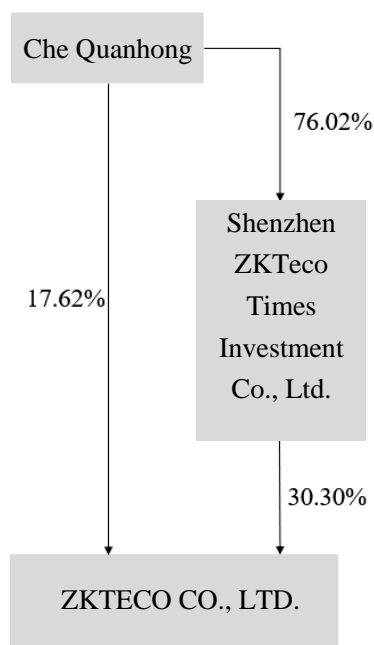 Che Quanhong
76.02%
Shenzhen
ZKTeco
Times
Investment
Co., Ltd.
17.62%
30.30%
ZKTECO CO., LTD.